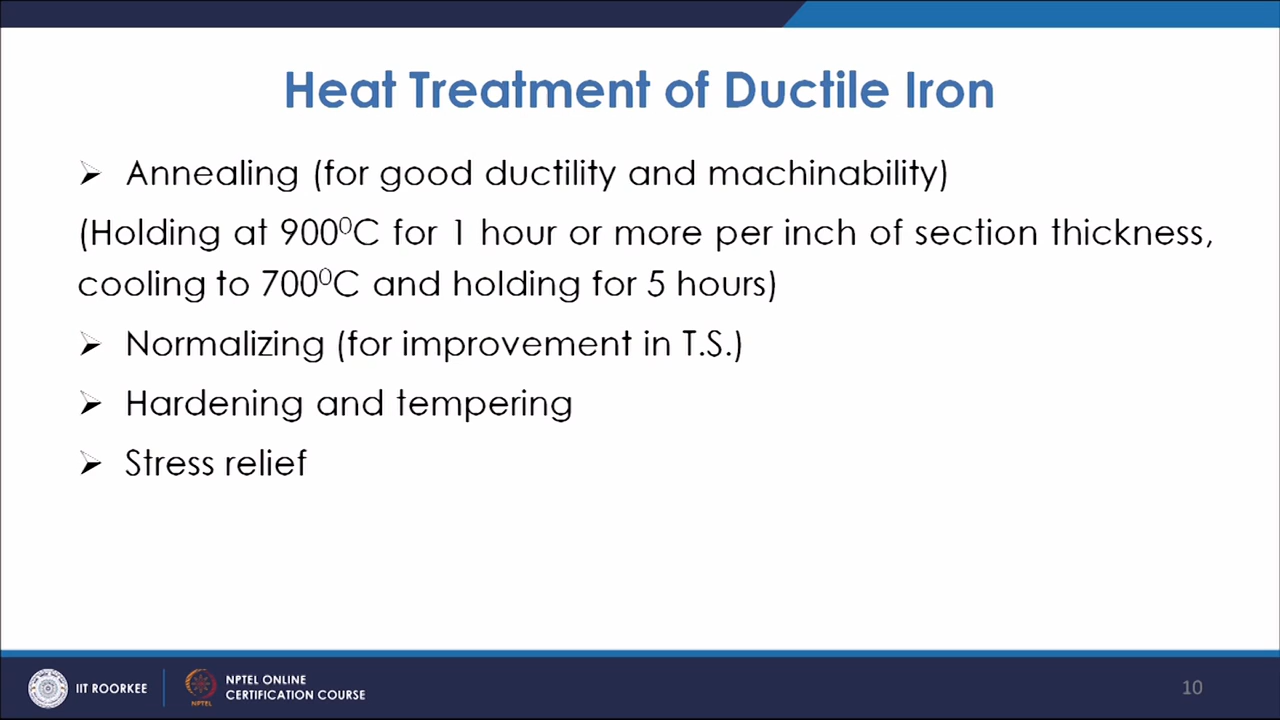 Heat Treatment of Ductile Iron
➢ Annealing (for good ductility and machinability)
(Holding at 900⁰C for 1 hour or more per inch of section thickness,
cooling to 700⁰C and holding for 5 hours)
➢ Normalizing (for improvement in T.S.)
➢ Hardening and tempering
➢ Stress relief
IIT ROORKEE
NPTEL
NPTEL ONLINE
CERTIFICATION COURSE
10